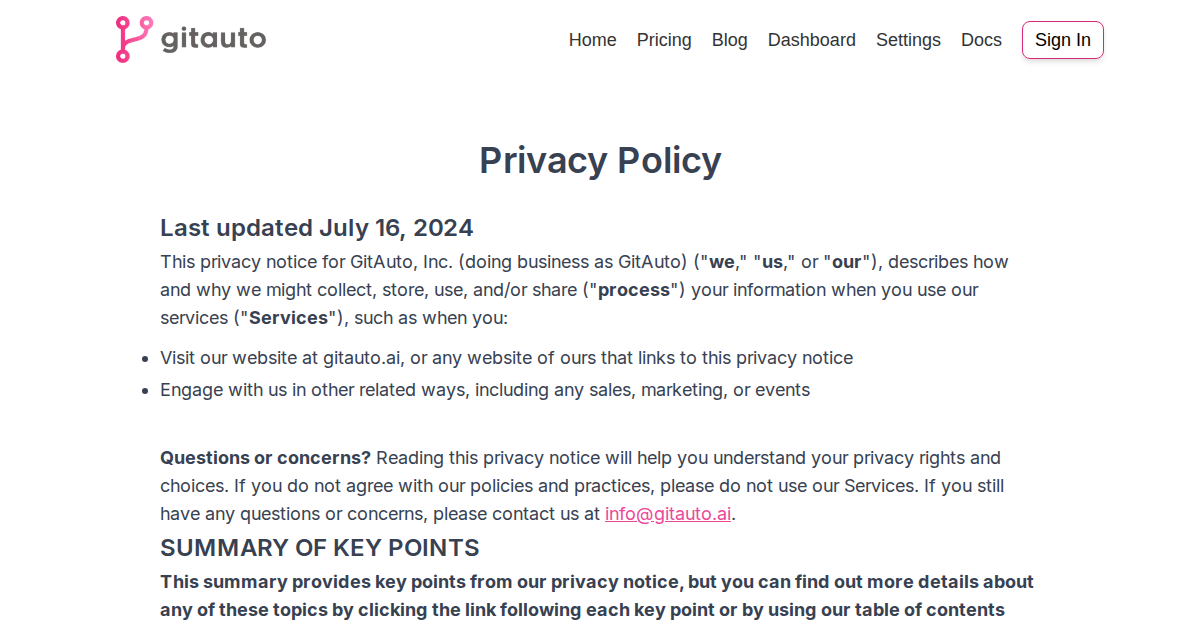 gitauto
Home Pricing Blog Dashboard Settings Docs Sign In
Privacy Policy
Last updated July 16, 2024
This privacy notice for GitAuto, Inc. (doing business as GitAuto) ("we," "us," or "our"), describes how
and why we might collect, store, use, and/or share ("process") your information when you use our
services ("Services"), such as when you:
• Visit our website at gitauto.ai, or any website of ours that links to this privacy notice
• Engage with us in other related ways, including any sales, marketing, or events
Questions or concerns? Reading this privacy notice will help you understand your privacy rights and
choices. If you do not agree with our policies and practices, please do not use our Services. If you still
have any questions or concerns, please contact us at info@gitauto.ai.
SUMMARY OF KEY POINTS
This summary provides key points from our privacy notice, but you can find out more details about
any of these topics by clicking the link following each key point or by using our table of contents